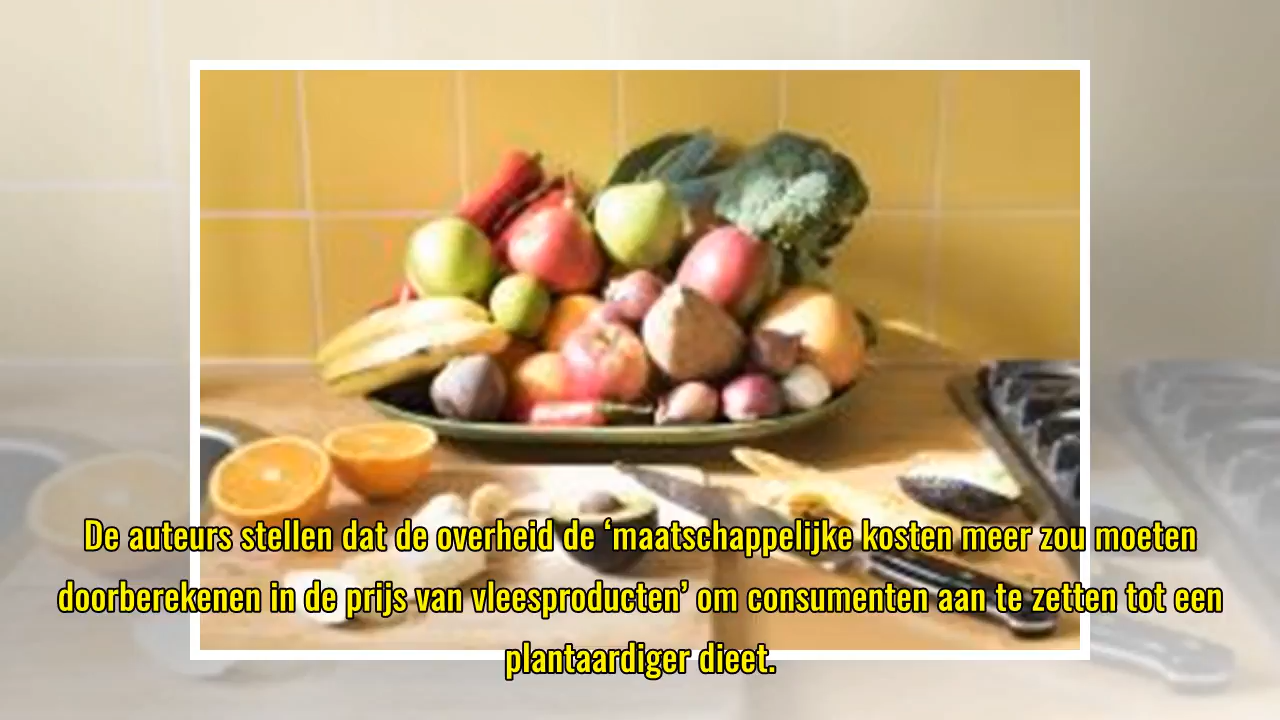 De auteurs stellen dat de overheid de ‘maatschappelijke kosten meer zou moeten
doorberekenen in de prijs van vleesproducten’ om consumenten aan te zetten tot een
plantaardiger dieet.